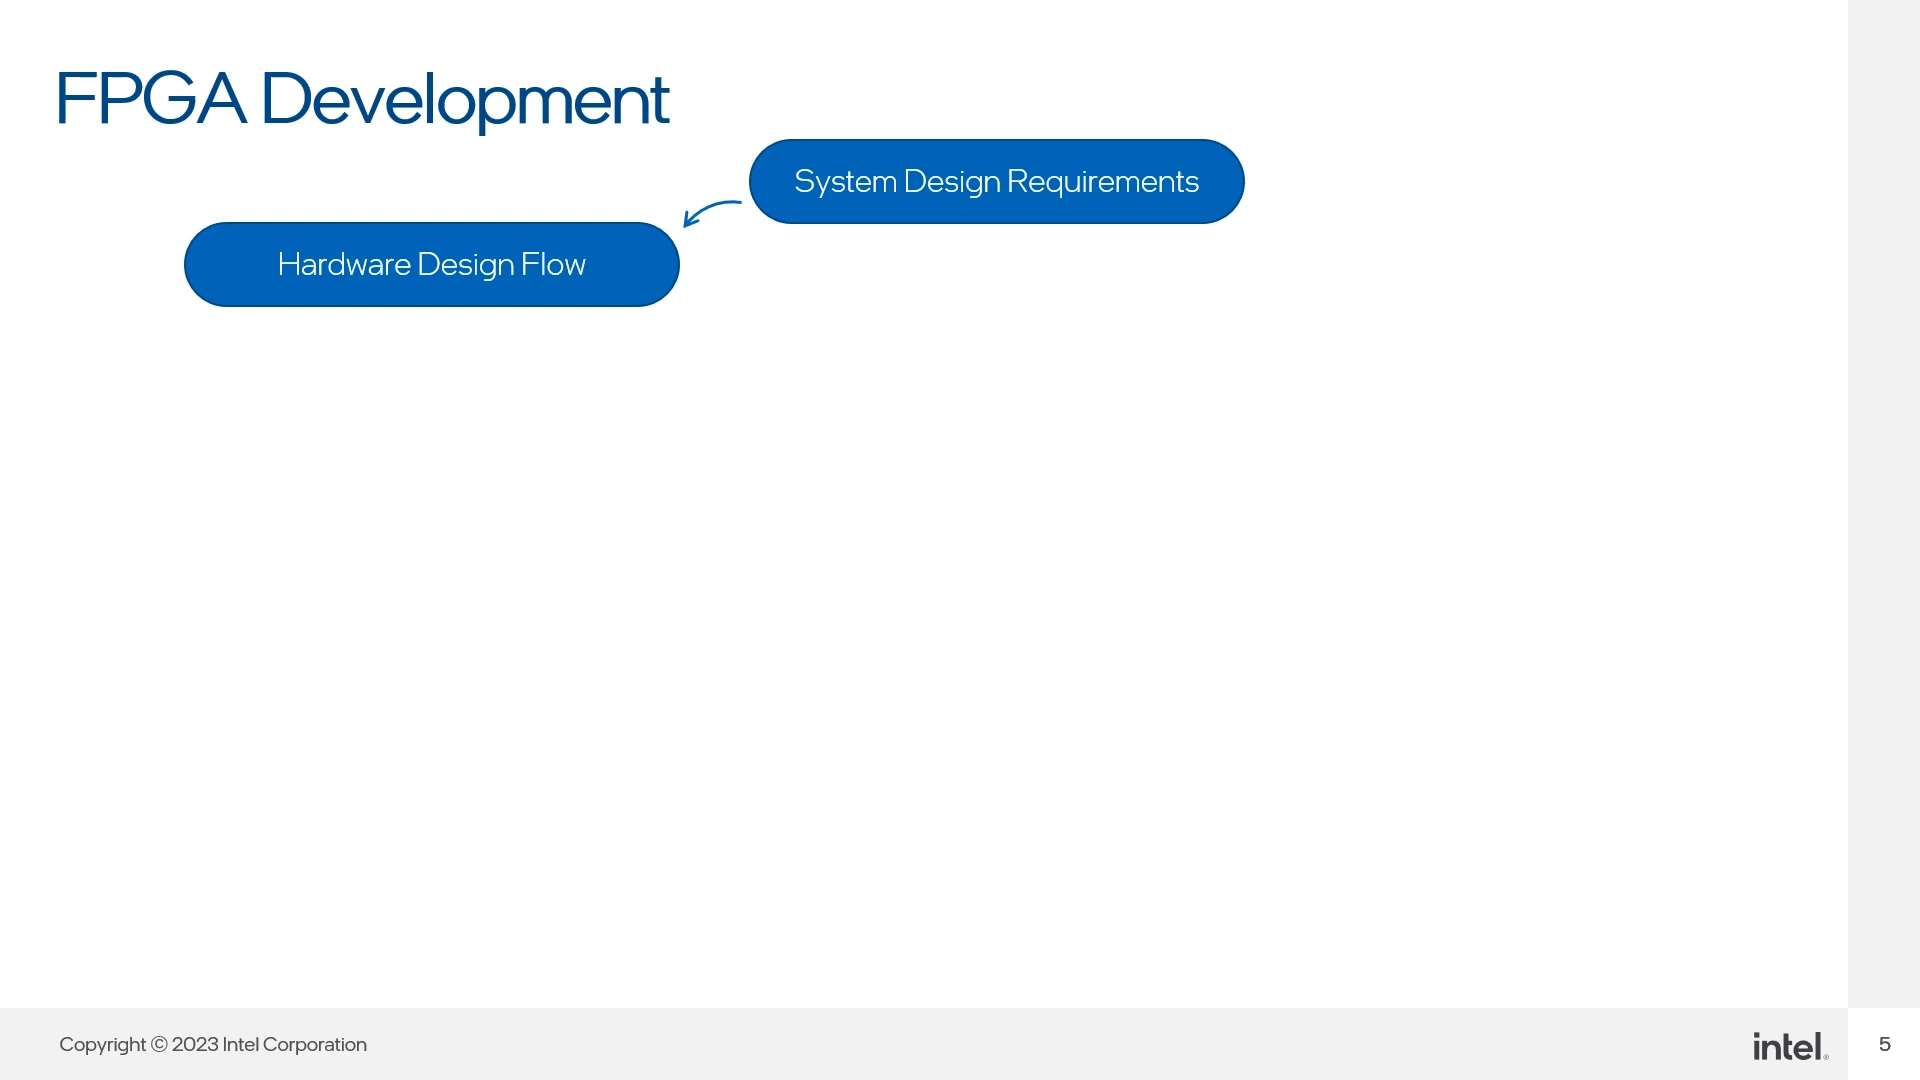 FPGA Development
System Design Requirements
Hardware Design Flow
Copyright © 2023 Intel Corporation
intel®
5